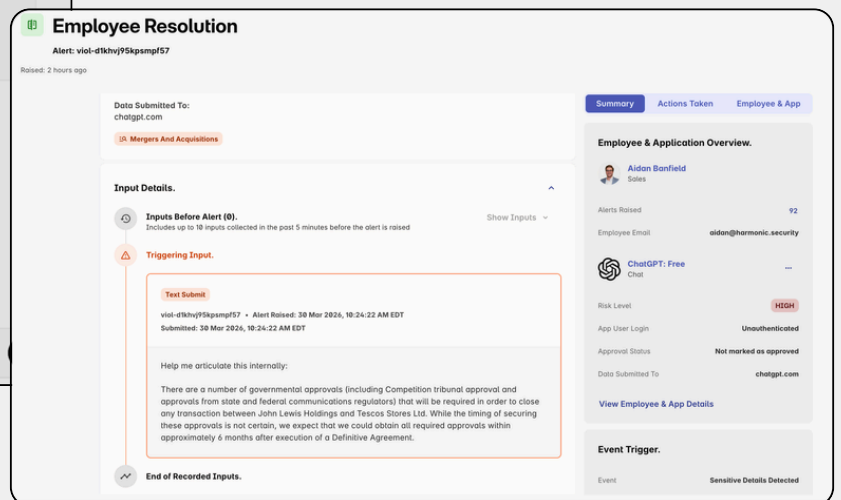 Employee Resolution
Alert: viol-d1khvj95kpsmpf57
Raised: 2 hours ago
Data Submitted To:
chatgpt.com
Mergers And Acquisitions
Input Details.
Inputs Before Alert (0).
Includes up to 10 inputs collected in the past 5 minutes before the alert is raised
Show Inputs
Triggering Input.
Text Submit
viol-d1khvj95kpsmpf57 • Alert Raised: 30 Mar 2026, 10:24:22 AM EDT
Submitted: 30 Mar 2026, 10:24:22 AM EDT
Help me articulate this internally:
There are a number of governmental approvals (including Competition tribunal approval and
approvals from state and federal communications regulators) that will be required in order to close
any transaction between John Lewis Holdings and Tescos Stores Ltd. While the timing of securing
these approvals is not certain, we expect that we could obtain all required approvals within
approximately 6 months after execution of a Definitive Agreement.
End of Recorded Inputs.
Summary Actions Taken Employee & App
Employee & Application Overview.
Aidan Banfield
Sales
Alerts Raised 92
Employee Email aidan@harmonic.security
ChatGPT: Free
Chat
...
Risk Level HIGH
App User Login Unauthenticated
Approval Status Not marked as approved
Data Submitted To chatgpt.com
View Employee & App Details
Event Trigger.
Event Sensitive Details Detected